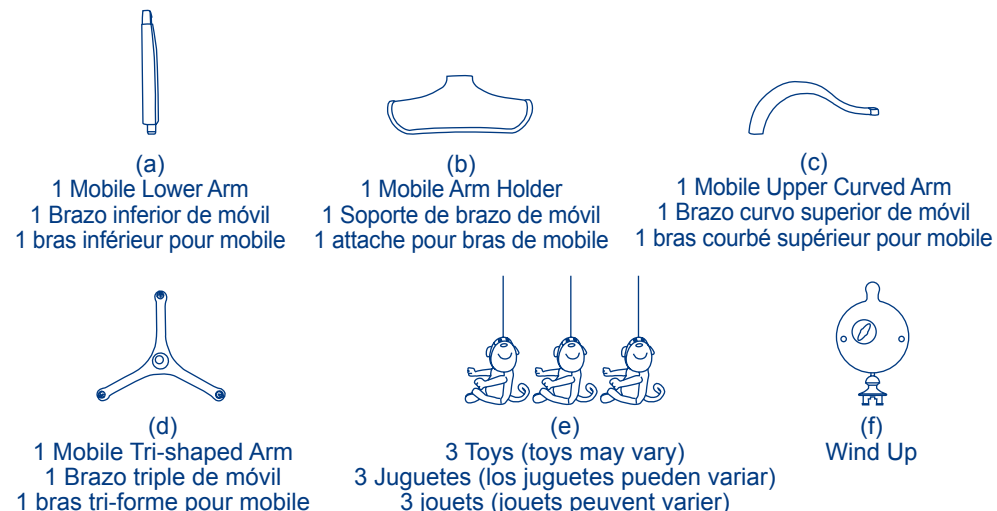 (a)
1 Mobile Lower Arm
1 Brazo inferior de móvil
1 bras inférieur pour mobile
(b)
1 Mobile Arm Holder
1 Soporte de brazo de móvil
1 attache pour bras de mobile
(c)
1 Mobile Upper Curved Arm
1 Brazo curvo superior de móvil
1 bras courbé supérieur pour mobile
(d)
1 Mobile Tri-shaped Arm
1 Brazo triple de móvil
1 bras tri-forme pour mobile
(e)
3 Toys (toys may vary)
3 Juguetes (los juguetes pueden variar)
3 jouets (jouets peuvent varier)
(f)
Wind Up